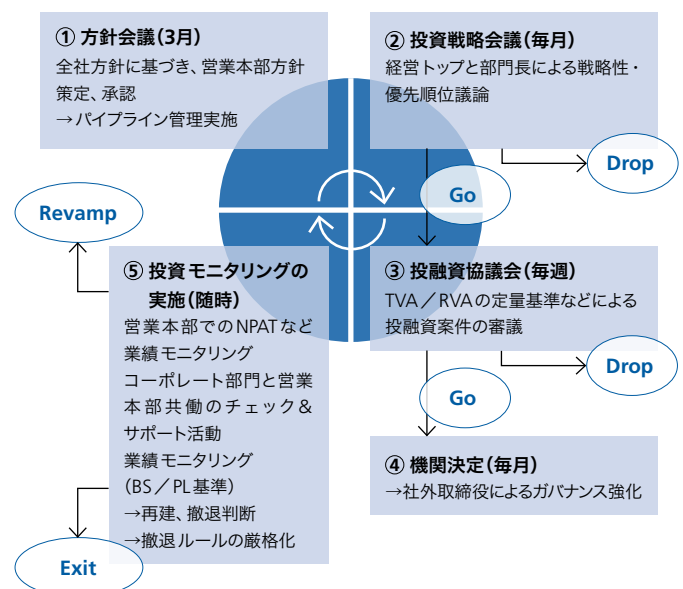 ① 方針会議（3月）
全社方針に基づき、営業本部方針
策定、承認
→パイプライン管理実施
② 投資戦略会議（毎月）
経営トップと部門長による戦略性・
優先順位議論
Drop
Go
Revamp
③ 投融資協議会（毎週）
TVA／RVAの定量基準などによる
投融資案件の審議
Drop
Go
④ 機関決定（毎月）
→社外取締役によるガバナンス強化
⑤ 投資モニタリングの
実施（随時）
営業本部でのNPATなど
業績モニタリング
コーポレート部門と営業
本部共働のチェック＆
サポート活動
業績モニタリング
（BS／PL基準）
→再建、撤退判断
→撤退ルールの厳格化
Exit